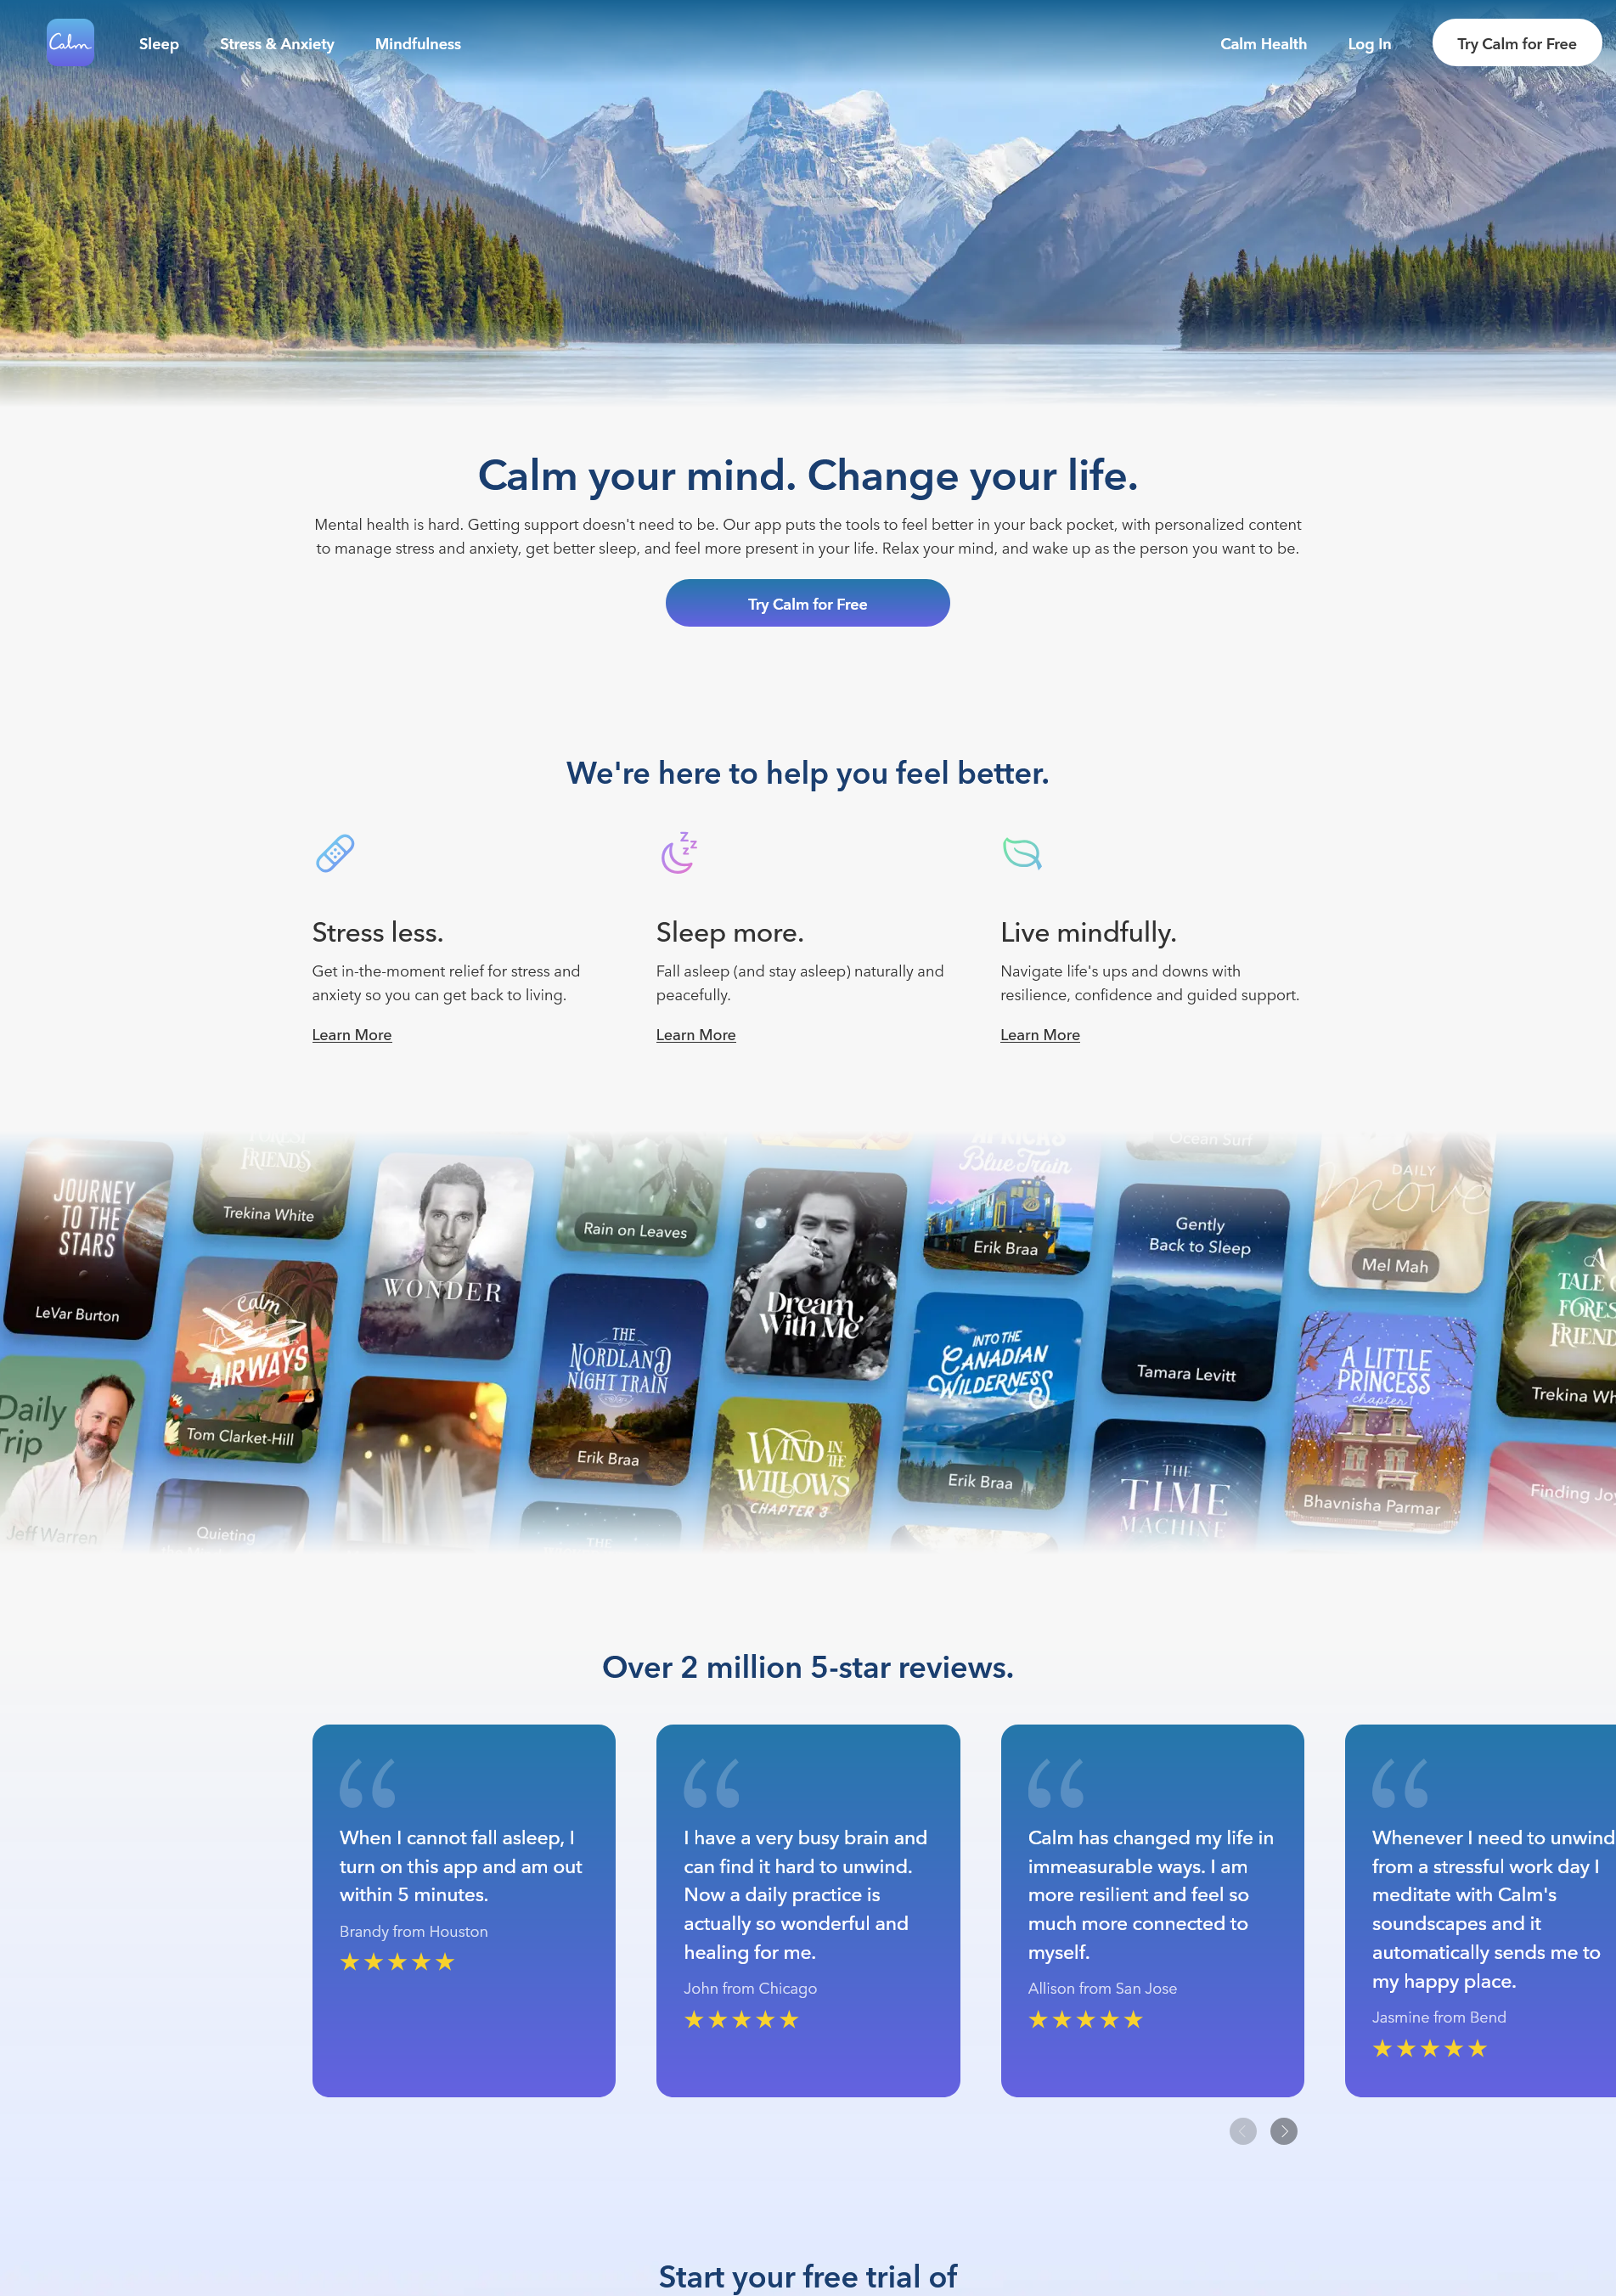 Calm
Sleep
Stress & Anxiety
Mindfulness
Calm Health
Log In
Try Calm for Free
Calm your mind. Change your life.
Mental health is hard. Getting support doesn't need to be. Our app puts the tools to feel better in your back pocket, with personalized content
to manage stress and anxiety, get better sleep, and feel more present in your life. Relax your mind, and wake up as the person you want to be.
Try Calm for Free
We're here to help you feel better.
Stress less.
Get in-the-moment relief for stress and
anxiety so you can get back to living.
Learn More
Sleep more.
Fall asleep (and stay asleep) naturally and
peacefully.
Learn More
Live mindfully.
Navigate life's ups and downs with
resilience, confidence and guided support.
Learn More
JOURNEY
TO THE
STARS
LeVar Burton
Daily
Trip
Jeff Warren
FRIENDS
Trekina White
Calm
AIRWAYS
Tom Clarket-Hill
Quieting
WONDER
Rain on Leaves
THE
NORDLAND
NIGHT TRAIN
Erik Braa
THE
Dream
With Me
WIND IN
THE
WILLOWS
CHAPTER 3
Blue Train
Erik Braa
INTO THE
CANADIAN
WILDERNESS
Erik Braa
Gently
Back to Sleep
Tamara Levitt
THE
TIME
MACHINE
Ocean Surf
DAILY
move
Mel Mah
A LITTLE
PRINCESS
chapter 1
Bhavnisha Parmar
A
TALE
FORES
FRIEND
Trekina Wh
Finding Joy
Over 2 million 5-star reviews.
When I cannot fall asleep, I
turn on this app and am out
within 5 minutes.
Brandy from Houston
I have a very busy brain and
can find it hard to unwind.
Now a daily practice is
actually so wonderful and
healing for me.
John from Chicago
Calm has changed my life in
immeasurable ways. I am
more resilient and feel so
much more connected to
myself.
Allison from San Jose
Whenever I need to unwind
from a stressful work day I
meditate with Calm's
soundscapes and it
automatically sends me to
my happy place.
Jasmine from Bend
Start your free trial of